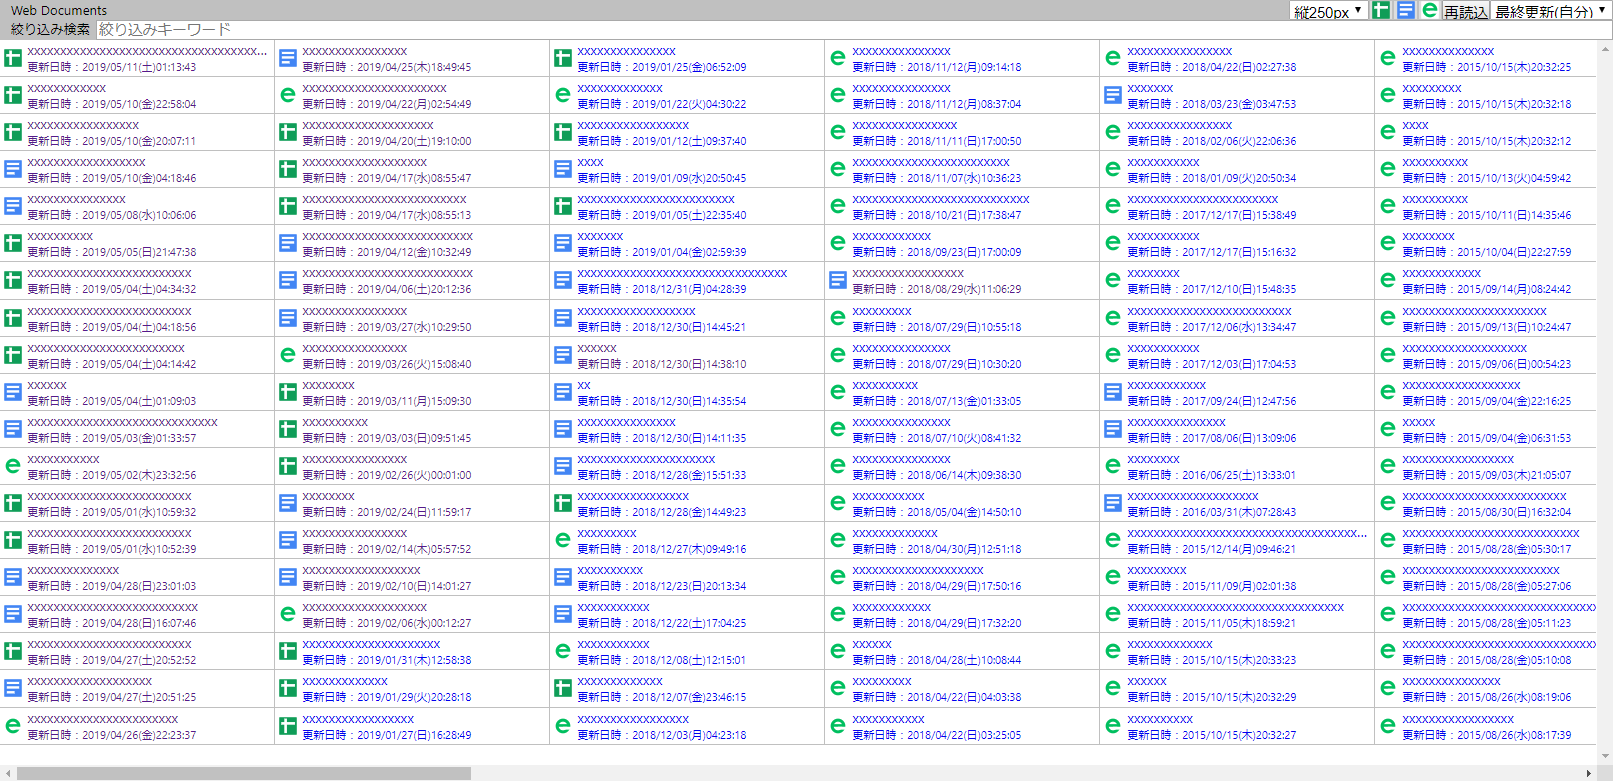 Web Documents
縦250px 再読込 最終更新(自分)
絞り込み検索 絞り込みキーワード
xxxxxxxxxxxxxxxxxxxxxxxxxxxxxxxxxxx...
更新日時：2019/05/11(土)01:13:43
xxxxxxxxxxxx
更新日時：2019/05/10(金)22:58:04
xxxxxxxxxxxxxxxxx
更新日時：2019/05/10(金)20:07:11
xxxxxxxxxxxxxxxxxx
更新日時：2019/05/10(金)04:18:46
xxxxxxxxxxxxxxx
更新日時：2019/05/08(水)10:06:06
xxxxxxxxxx
更新日時：2019/05/05(日)21:47:38
xxxxxxxxxxxxxxxxxxxxxxxxx
更新日時：2019/05/04(土)04:34:32
xxxxxxxxxxxxxxxxxxxxxxxxx
更新日時：2019/05/04(土)04:18:56
xxxxxxxxxxxxxxxxxxxxxxxx
更新日時：2019/05/04(土)04:14:42
xxxxxx
更新日時：2019/05/04(土)01:09:03
xxxxxxxxxxxxxxxxxxxxxxxxxxxxx
更新日時：2019/05/03(金)01:33:57
xxxxxxxxxxx
更新日時：2019/05/02(木)23:32:56
xxxxxxxxxxxxxxxxxxxxxxxxx
更新日時：2019/05/01(水)10:59:32
xxxxxxxxxxxxxxxxxxxxxxxxx
更新日時：2019/05/01(水)10:52:39
xxxxxxxxxxxxxx
更新日時：2019/04/28(日)23:01:03
xxxxxxxxxxxxxxxxxxxxxxxxxx
更新日時：2019/04/28(日)16:07:46
xxxxxxxxxxxxxxxxxxxxxxxxx
更新日時：2019/04/27(土)20:52:52
xxxxxxxxxxxxxxxxxxx
更新日時：2019/04/27(土)20:51:25
xxxxxxxxxxxxxxxxxxxxxxx
更新日時：2019/04/26(金)22:23:37
xxxxxxxxxxxxxxxx
更新日時：2019/04/25(木)18:49:45
xxxxxxxxxxxxxxxxxxxxxx
更新日時：2019/04/22(月)02:54:49
xxxxxxxxxxxxxxxxxxxx
更新日時：2019/04/20(土)19:10:00
xxxxxxxxxxxxxxxxxxx
更新日時：2019/04/17(水)08:55:47
xxxxxxxxxxxxxxxxxxxxxxxxx
更新日時：2019/04/17(水)08:55:13
xxxxxxxxxxxxxxxxxxxxxxxxxx
更新日時：2019/04/12(金)10:32:49
xxxxxxxxxxxxxxxxxxxxxxxxxx
更新日時：2019/04/06(土)20:12:36
xxxxxxxxxxxxxxxx
更新日時：2019/03/27(水)10:29:50
xxxxxxxxxxxxxxxx
更新日時：2019/03/26(火)15:08:40
xxxxxxxx
更新日時：2019/03/11(月)15:09:30
xxxxxxxxxx
更新日時：2019/03/03(日)09:51:45
xxxxxxxxxxxxxxxx
更新日時：2019/02/26(火)00:01:00
xxxxxxxx
更新日時：2019/02/24(日)11:59:17
xxxxxxxxxxxxxxxx
更新日時：2019/02/14(木)05:57:52
xxxxxxxxxxxxxxxxxx
更新日時：2019/02/10(日)14:01:27
xxxxxxxxxxxxxxxxxxx
更新日時：2019/02/06(水)00:12:27
xxxxxxxxxxxxxxxxxxxxx
更新日時：2019/01/31(木)12:58:38
xxxxxxxxxxxxx
更新日時：2019/01/29(火)20:28:18
xxxxxxxxxxxxxxxxx
更新日時：2019/01/27(日)16:28:49
xxxxxxxxxxxxxxx
更新日時：2019/01/25(金)06:52:09
xxxxxxxxxxxxx
更新日時：2019/01/22(火)04:30:22
xxxxxxxxxxxxxxxxx
更新日時：2019/01/12(土)09:37:40
xxxx
更新日時：2019/01/09(水)20:50:45
xxxxxxxxxxxxxxxxxxxxxxxx
更新日時：2019/01/05(土)22:35:40
xxxxxxx
更新日時：2019/01/04(金)02:59:39
xxxxxxxxxxxxxxxxxxxxxxxxxxxxxxxx
更新日時：2018/12/31(月)04:28:39
xxxxxxxxxxxxxxxxxx
更新日時：2018/12/30(日)14:45:21
xxxxxx
更新日時：2018/12/30(日)14:38:10
xx
更新日時：2018/12/30(日)14:35:54
xxxxxxxxxxxxxxx
更新日時：2018/12/30(日)14:11:35
xxxxxxxxxxxxxxxxxxxxx
更新日時：2018/12/28(金)15:51:33
xxxxxxxxxxxxxxxxx
更新日時：2018/12/28(金)14:49:23
xxxxxxxxx
更新日時：2018/12/27(木)09:49:16
xxxxxxxxxx
更新日時：2018/12/23(日)20:13:34
xxxxxxxxxxx
更新日時：2018/12/22(土)17:04:25
xxxxxxxxxxx
更新日時：2018/12/08(土)12:15:01
xxxxxxxxxxxxx
更新日時：2018/12/07(金)23:46:15
xxxxxxxxxxxxxxxxx
更新日時：2018/12/03(月)04:23:18
xxxxxxxxxxxxxxx
更新日時：2018/11/12(月)09:14:18
xxxxxxxxxxxxxxx
更新日時：2018/11/12(月)08:37:04
xxxxxxxxxxxxxxxx
更新日時：2018/11/11(日)17:00:50
xxxxxxxxxxxxxxxxxxxxxxxx
更新日時：2018/11/07(水)10:36:23
xxxxxxxxxxxxxxxxxxxxxxxxxxx
更新日時：2018/10/21(日)17:38:47
xxxxxxxxxxxx
更新日時：2018/09/23(日)17:00:09
xxxxxxxxxxxxxxxxx
更新日時：2018/08/29(水)11:06:29
xxxxxxxxx
更新日時：2018/07/29(日)10:55:18
xxxxxxxxxxxxxxx
更新日時：2018/07/29(日)10:30:20
xxxxxxxxxx
更新日時：2018/07/13(金)01:33:05
xxxxxxxxxxxx
更新日時：2018/07/10(火)08:41:32
xxxxxxxxxxxxxxx
更新日時：2018/06/14(木)09:38:30
xxxxxxxxxxx
更新日時：2018/05/04(金)14:50:10
xxxxxxxxxxxxx
更新日時：2018/04/30(月)12:51:18
xxxxxxxxxxxxxxxxxxxx
更新日時：2018/04/29(日)17:50:16
xxxxxxxxxxxx
更新日時：2018/04/29(日)17:32:20
xxxxxx
更新日時：2018/04/28(土)10:08:44
xxxxxxxxx
更新日時：2018/04/22(日)04:03:38
xxxxxxxxxxx
更新日時：2018/04/22(日)03:25:05
xxxxxxxxxxxxxxxx
更新日時：2018/04/22(日)02:27:38
xxxxxxx
更新日時：2018/03/23(金)03:47:53
xxxxxxxxxxxxxxxx
更新日時：2018/02/06(火)22:06:36
xxxxxxxxxxx
更新日時：2018/01/09(火)20:50:34
xxxxxxxxxxxxxxxxxxxxxxx
更新日時：2017/12/17(日)15:38:49
xxxxxxxxxxx
更新日時：2017/12/17(日)15:16:32
xxxxxxxx
更新日時：2017/12/10(日)15:48:35
xxxxxxxxxxxxxxxxxxxxxxxxx
更新日時：2017/12/06(水)13:34:47
xxxxxxxxxxx
更新日時：2017/12/03(日)17:04:53
xxxxxxxxxxxx
更新日時：2017/09/24(日)12:47:56
xxxxxxxxxxxxxxx
更新日時：2017/08/06(日)13:09:06
xxxxxxxxxxxx
更新日時：2016/06/25(土)13:33:01
xxxxxxxxxxxxxxxxxxxx
更新日時：2016/03/31(木)07:28:43
xxxxxxxxxxxxxxxxxxxxxxxxxxxxxxxxxxx...
更新日時：2015/12/14(月)09:46:21
xxxxxxxxx
更新日時：2015/11/09(月)02:01:38
xxxxxxxxxxxxxxxxxxxxxxxxxxxxxxxxx
更新日時：2015/11/05(木)18:59:21
xxxxxxxxxxxxx
更新日時：2015/10/15(木)20:33:23
xxxxxx
更新日時：2015/10/15(木)20:32:29
xxxxxxxxxx
更新日時：2015/10/15(木)20:32:27
xxxxxxxxxxxxxx
更新日時：2015/10/15(木)20:32:25
xxxxxxxxx
更新日時：2015/10/15(木)20:32:18
xxxx
更新日時：2015/10/15(木)20:32:12
xxxxxxxxxx
更新日時：2015/10/13(火)04:59:42
xxxxxxxxxx
更新日時：2015/10/11(日)14:35:46
xxxxxxxx
更新日時：2015/10/04(日)22:27:59
xxxxxxxxxxxx
更新日時：2015/09/14(月)08:24:42
xxxxxxxxxxxxxxxxxxxxxx
更新日時：2015/09/13(日)10:24:47
xxxxxxxxxxxxxxxxxxx
更新日時：2015/09/06(日)00:54:23
xxxxxxxxxxxxxxxxxx
更新日時：2015/09/04(金)22:16:25
xxxxx
更新日時：2015/09/04(金)06:31:53
xxxxxxxxxxxxxxxxx
更新日時：2015/09/03(木)21:05:07
xxxxxxxxxxxxxxxxxxxxxxxxx
更新日時：2015/08/30(日)16:32:04
xxxxxxxxxxxxxxxxxxxxxxxxxxx
更新日時：2015/08/28(金)05:30:17
xxxxxxxxxxxxxxxxxxxxxxxx
更新日時：2015/08/28(金)05:27:06
xxxxxxxxxxxxxxxxxxxxxxxxxxxxxx
更新日時：2015/08/28(金)05:11:23
xxxxxxxxxxxxxxxxxxxxxxxxxxxxxx
更新日時：2015/08/28(金)05:10:08
xxxxxxxxxxxxxxx
更新日時：2015/08/26(水)08:19:06
xxxxxxxxxxxxxxxxx
更新日時：2015/08/26(水)08:17:39